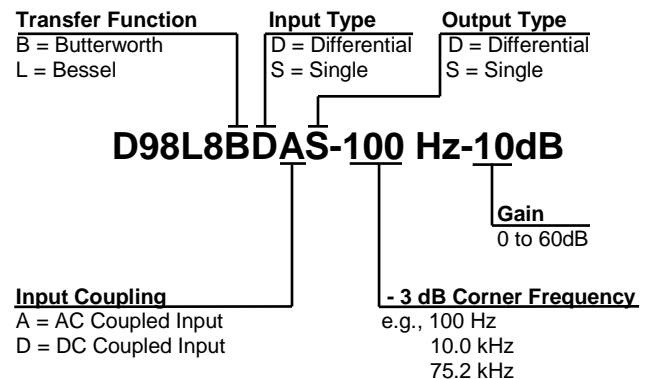 Transfer Function
B = Butterworth
L = Bessel
Input Type
D = Differential
S = Single
Output Type
D = Differential
S = Single
D98L8BDAS-100 Hz-10dB
Gain
0 to 60dB
Input Coupling
A = AC Coupled Input
D = DC Coupled Input
- 3 dB Corner Frequency
e.g., 100 Hz
10.0 kHz
75.2 kHz